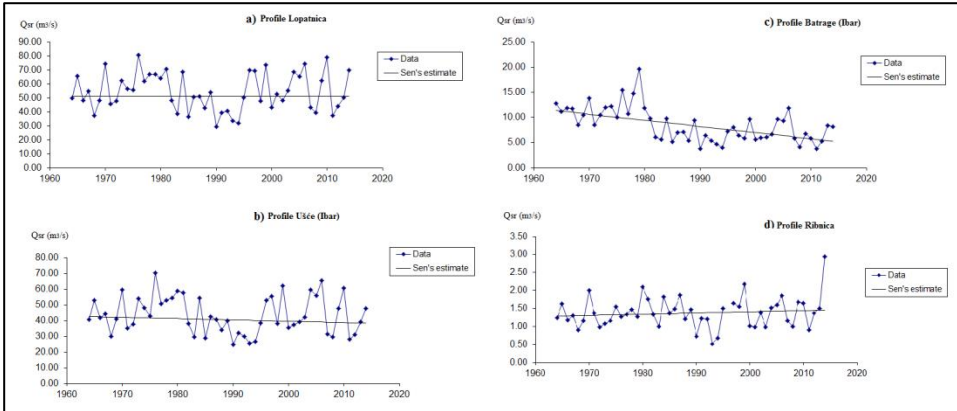 a) Profile Lopatnica
Qsr (m3/s)
90.00
80.00
70.00
60.00
50.00
40.00
30.00
20.00
10.00
0.00
1960 1970 1980 1990 2000 2010 2020
Data
Sen's estimate
c) Profile Batrage (Ibar)
Qsr (m3/s)
25.00
20.00
15.00
10.00
5.00
0.00
1960 1970 1980 1990 2000 2010 2020
Data
Sen's estimate
b) Profile Ušće (Ibar)
Qsr (m3/s)
80.00
70.00
60.00
50.00
40.00
30.00
20.00
10.00
0.00
1960 1970 1980 1990 2000 2010 2020
Data
Sen's estimate
d) Profile Ribnica
Qsr (m3/s)
3.50
3.00
2.50
2.00
1.50
1.00
0.50
0.00
1960 1970 1980 1990 2000 2010 2020
Data
Sen's estimate